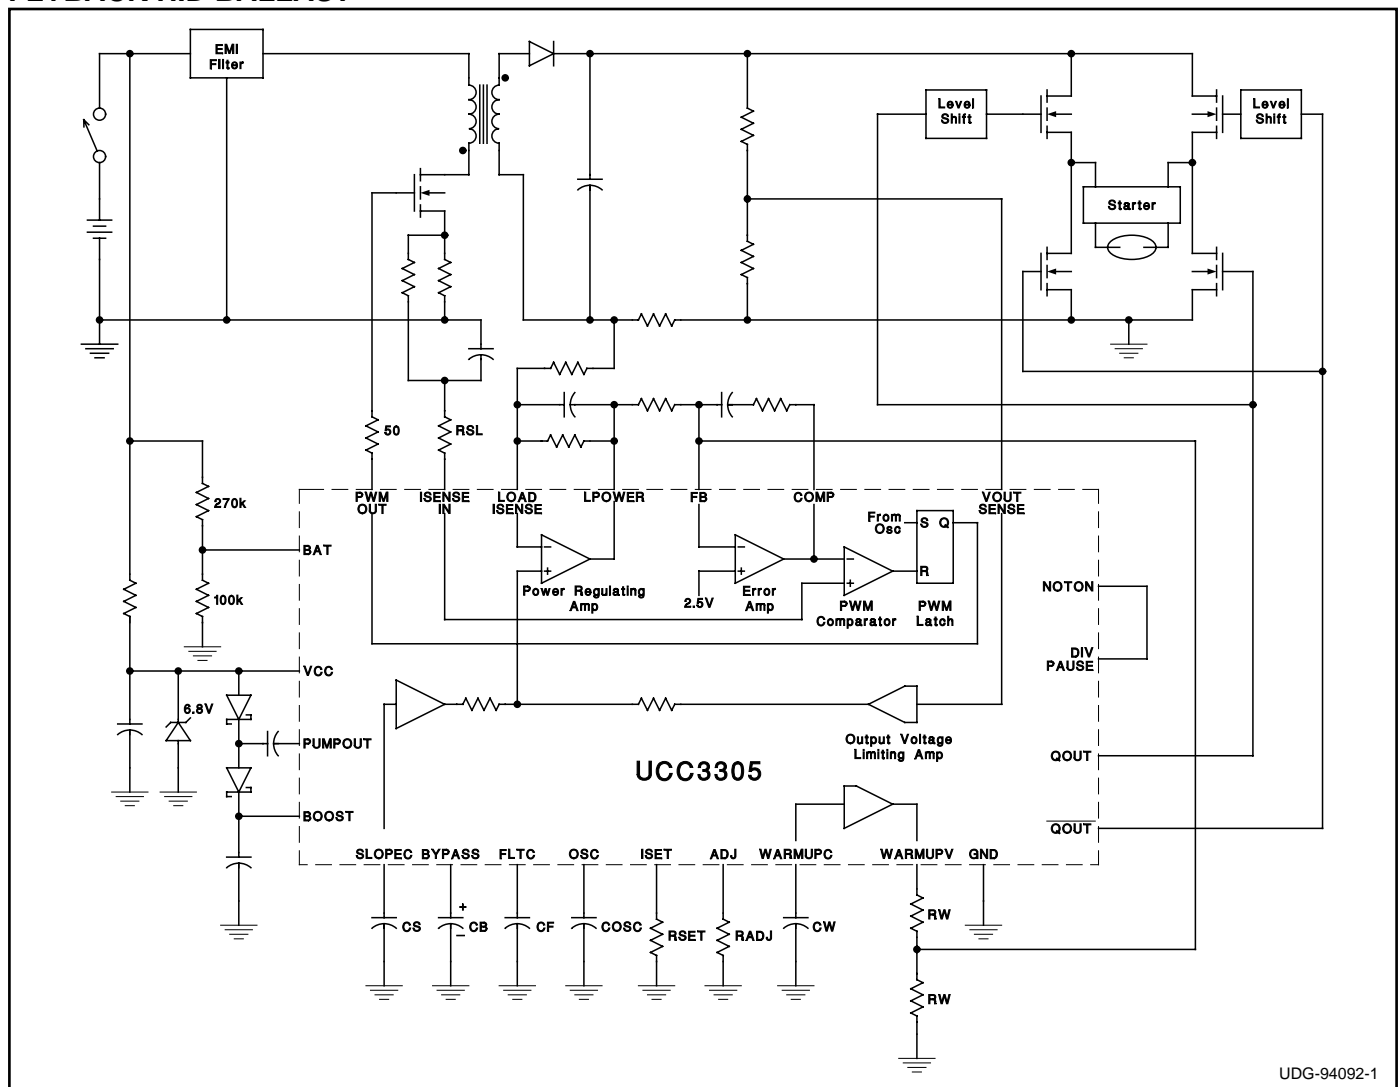 EMI
Filter
Level
Shift
Level
Shift
Starter
50
RSL
270k
PWM
OUT
ISENSE
IN
LOAD
ISENSE
LPOWER
FB
COMP
VOUT
SENSE
From
Osc
S Q
R
BAT
100k
Power Regulating
Amp
2.5V
Error
Amp
PWM
Comparator
PWM
Latch
NOTON
DIV
PAUSE
VCC
6.8V
PUMPOUT
Output Voltage
Limiting Amp
QOUT
UCC3305
BOOST
QOUT
SLOPEC
BYPASS
FLTC
OSC
ISET
ADJ
WARMUPC
WARMUPV
GND
CS
+
CB
–
CF
COSC
RSET
RADJ
CW
RW
RW
UDG-94092-1